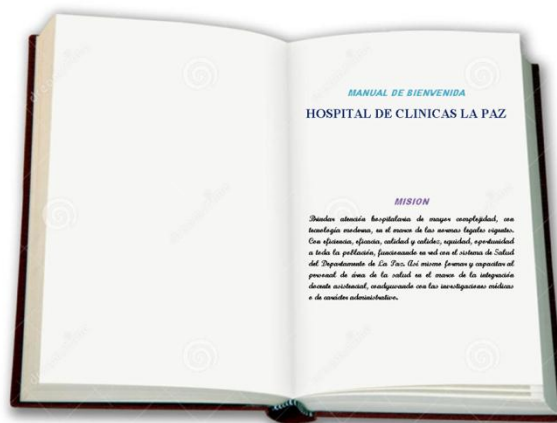 MANUAL DE BIENVENIDA
HOSPITAL DE CLINICAS LA PAZ
MISION
Brindar atención hospitalaria de mayor complejidad, con
tecnología moderna, en el marco de las normas legales vigentes.
Con eficiencia, eficacia, calidad y calidez, equidad, oportunidad
a toda la población, funcionando en red con el sistema de Salud
del Departamento de La Paz. Así mismo formar y capacitar al
personal de área de la salud en el marco de la integración
docente asistencial, coadyuvando con las investigaciones médicas
o de carácter administrativo.